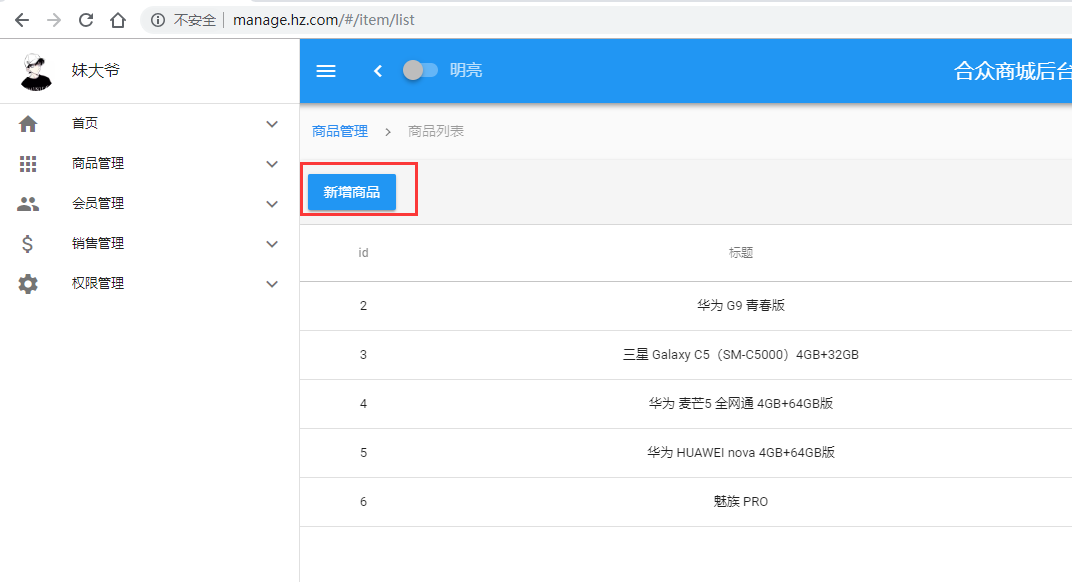 不安全 | manage.hz.com/#/item/list
妹大爷
明亮
合众商城后台
首页
商品管理
会员管理
销售管理
权限管理
商品管理 > 商品列表
新增商品
id 标题
2 华为 G9 青春版
3 三星 Galaxy C5（SM-C5000）4GB+32GB
4 华为 麦芒5 全网通 4GB+64GB版
5 华为 HUAWEI nova 4GB+64GB版
6 魅族 PRO